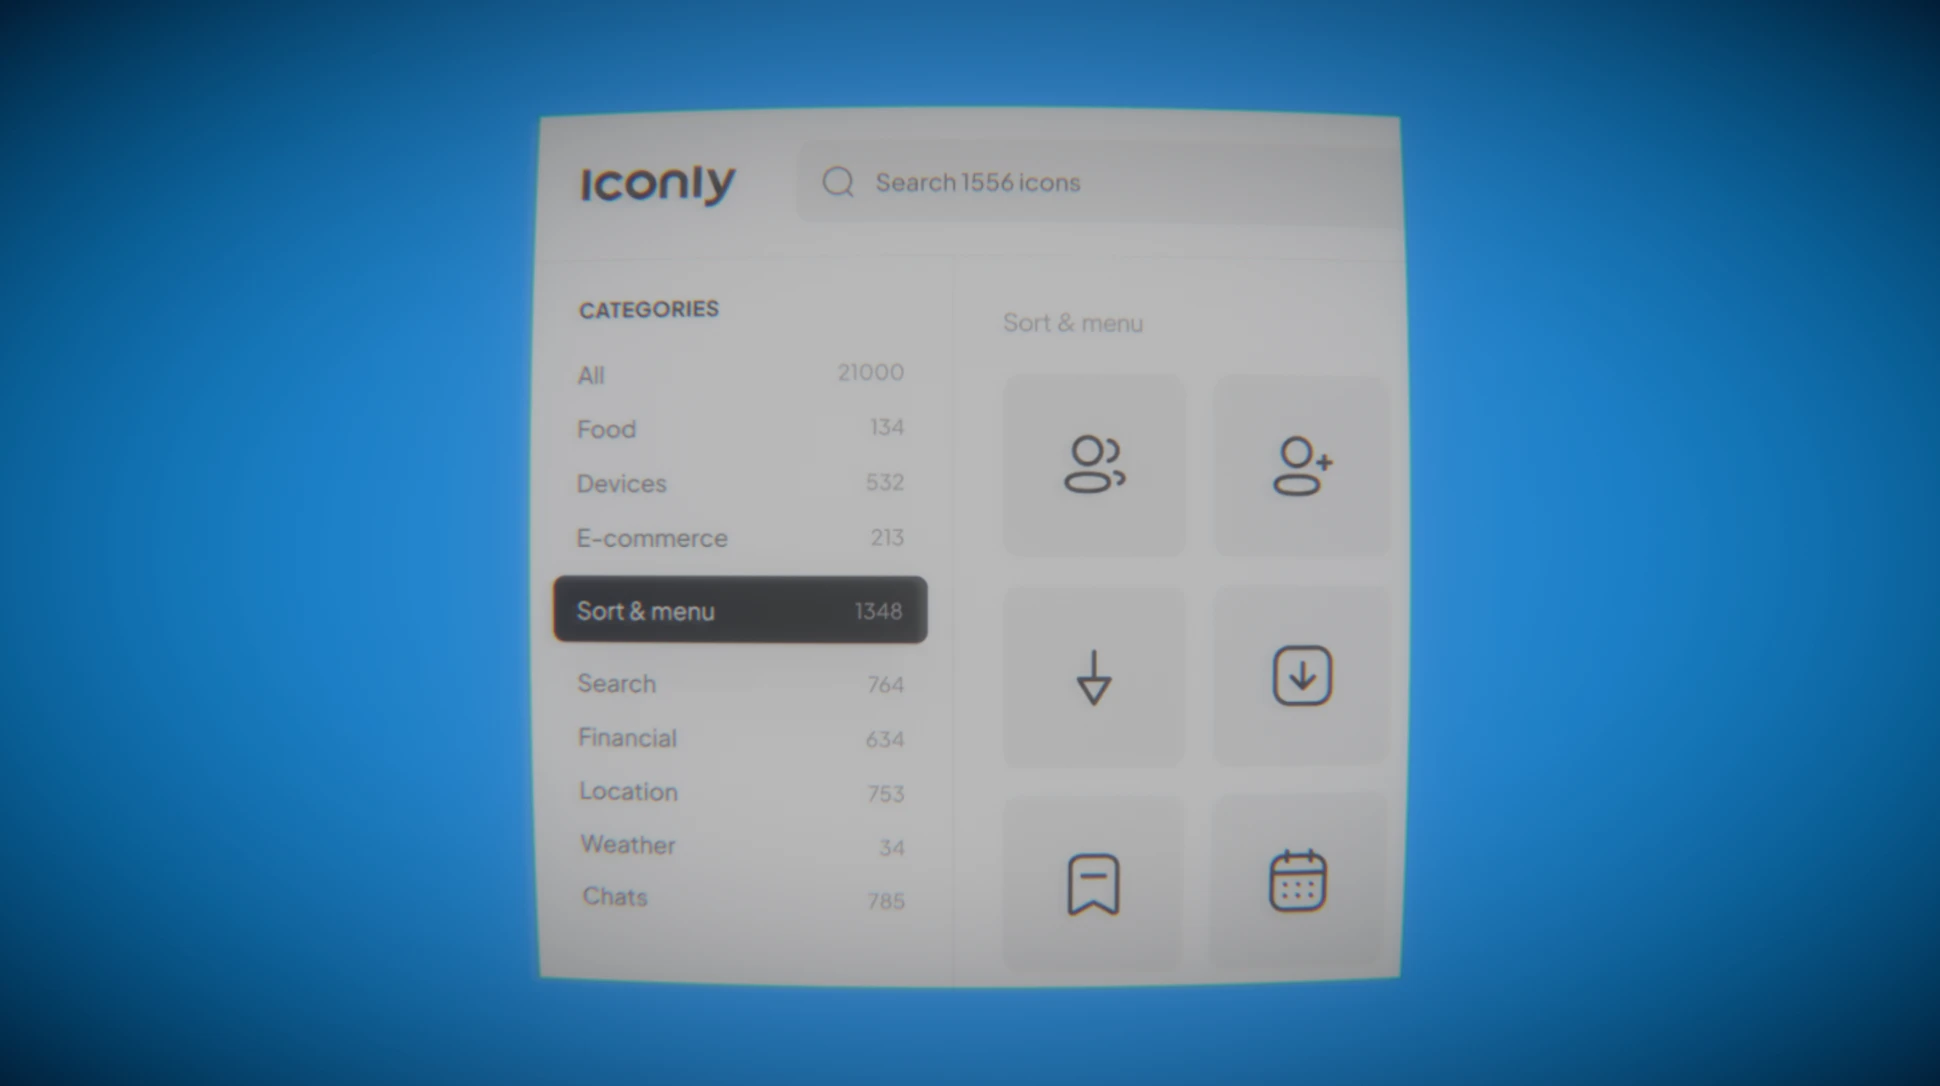 Iconly
Search 1556 icons
CATEGORIES
All 21000
Food 134
Devices 532
E-commerce 213
Sort & menu 1348
Search 764
Financial 634
Location 753
Weather 34
Chats 785
Sort & menu